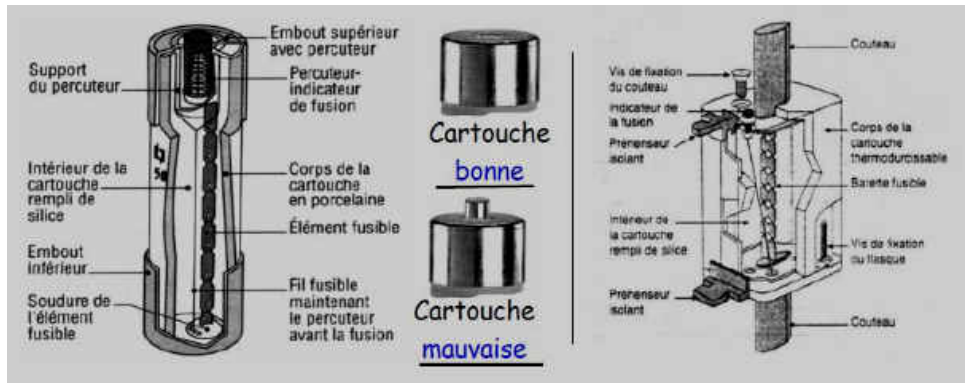 Embout supérieur
avec percuteur
Support
du percuteur
Percuteur-
indicateur
de fusion
Intérieur de la
cartouche
rempli de
silice
Corps de la
cartouche
en porcelaine
Élément fusible
Embout
inférieur
Soudure de
l'élément
fusible
Fil fusible
maintenant
le percuteur
avant la fusion
Cartouche
bonne
Cartouche
mauvaise
Couteau
Vis de fixation
du couteau
Indicateur de
la fusion
Préhenseur
isolant
Corps de la
cartouche
thermodurcissable
Barette fusible
Intérieur de
la cartouche
rempli de silice
Vis de fixation
du flasque
Préhenseur
isolant
Couteau